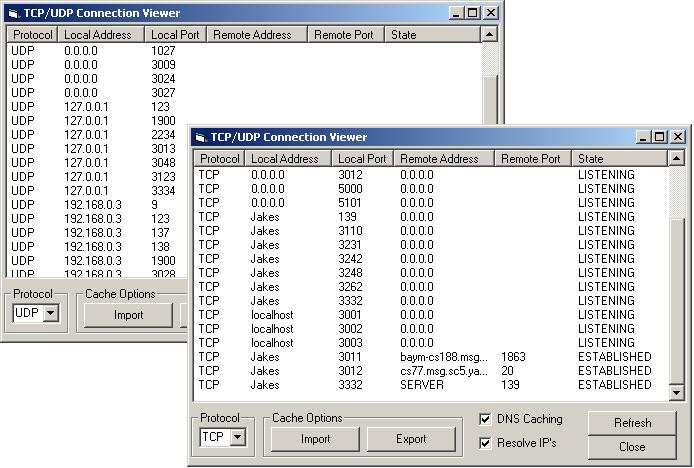 TCP/UDP Connection Viewer
Protocol Local Address Local Port Remote Address Remote Port State
UDP 0.0.0.0 1027
UDP 0.0.0.0 3009
UDP 0.0.0.0 3024
UDP 0.0.0.0 3027
UDP 127.0.0.1 123
UDP 127.0.0.1 1900
UDP 127.0.0.1 2234
UDP 127.0.0.1 3013
UDP 127.0.0.1 3048
UDP 127.0.0.1 3123
UDP 127.0.0.1 3334
UDP 192.168.0.3 9
UDP 192.168.0.3 123
UDP 192.168.0.3 137
UDP 192.168.0.3 138
UDP 192.168.0.3 1900
UDP 192.168.0.3 3028
Protocol Cache Options
UDP Import
TCP/UDP Connection Viewer
Protocol Local Address Local Port Remote Address Remote Port State
TCP 0.0.0.0 3012 0.0.0.0 LISTENING
TCP 0.0.0.0 5000 0.0.0.0 LISTENING
TCP 0.0.0.0 5101 0.0.0.0 LISTENING
TCP Jakes 139 0.0.0.0 LISTENING
TCP Jakes 3110 0.0.0.0 LISTENING
TCP Jakes 3231 0.0.0.0 LISTENING
TCP Jakes 3242 0.0.0.0 LISTENING
TCP Jakes 3248 0.0.0.0 LISTENING
TCP Jakes 3262 0.0.0.0 LISTENING
TCP Jakes 3332 0.0.0.0 LISTENING
TCP localhost 3001 0.0.0.0 LISTENING
TCP localhost 3002 0.0.0.0 LISTENING
TCP localhost 3003 0.0.0.0 LISTENING
TCP Jakes 3011 baym-cs188.msg... 1863 ESTABLISHED
TCP Jakes 3012 cs77.msg.sc5.ya... 20 ESTABLISHED
TCP Jakes 3332 SERVER 139 ESTABLISHED
Protocol Cache Options DNS Caching Refresh
TCP Import Export Resolve IP's Close